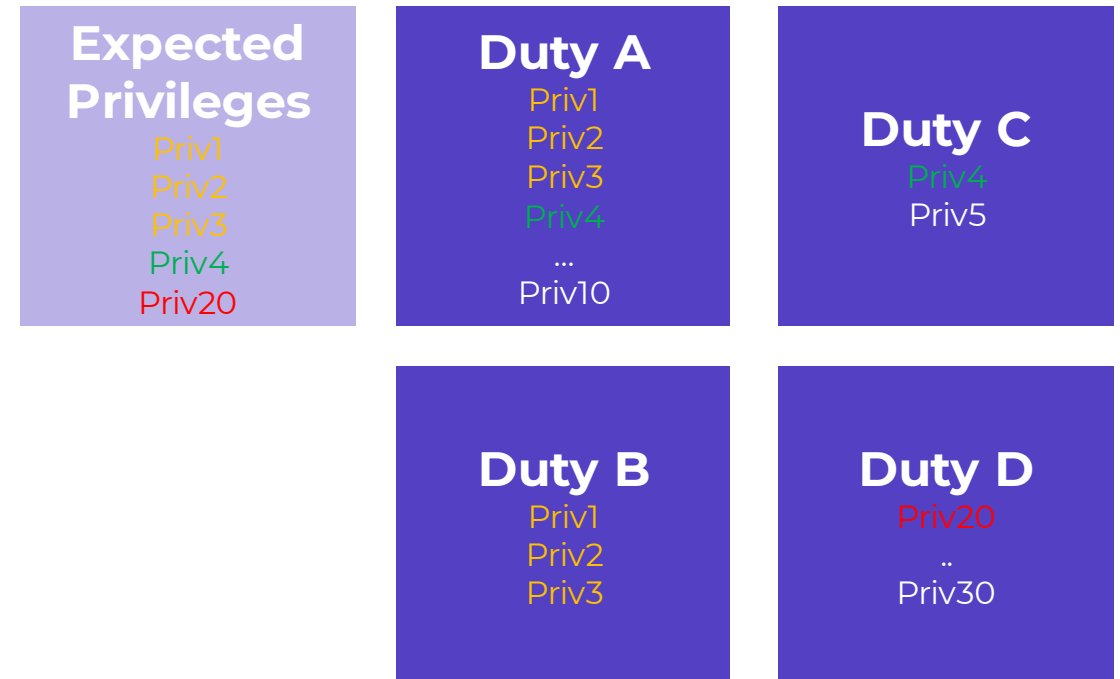 Expected
Privileges
Priv1
Priv2
Priv3
Priv4
Priv20
Duty A
Priv1
Priv2
Priv3
Priv4
...
Priv10
Duty C
Priv4
Priv5
Duty B
Priv1
Priv2
Priv3
Duty D
Priv20
..
Priv30